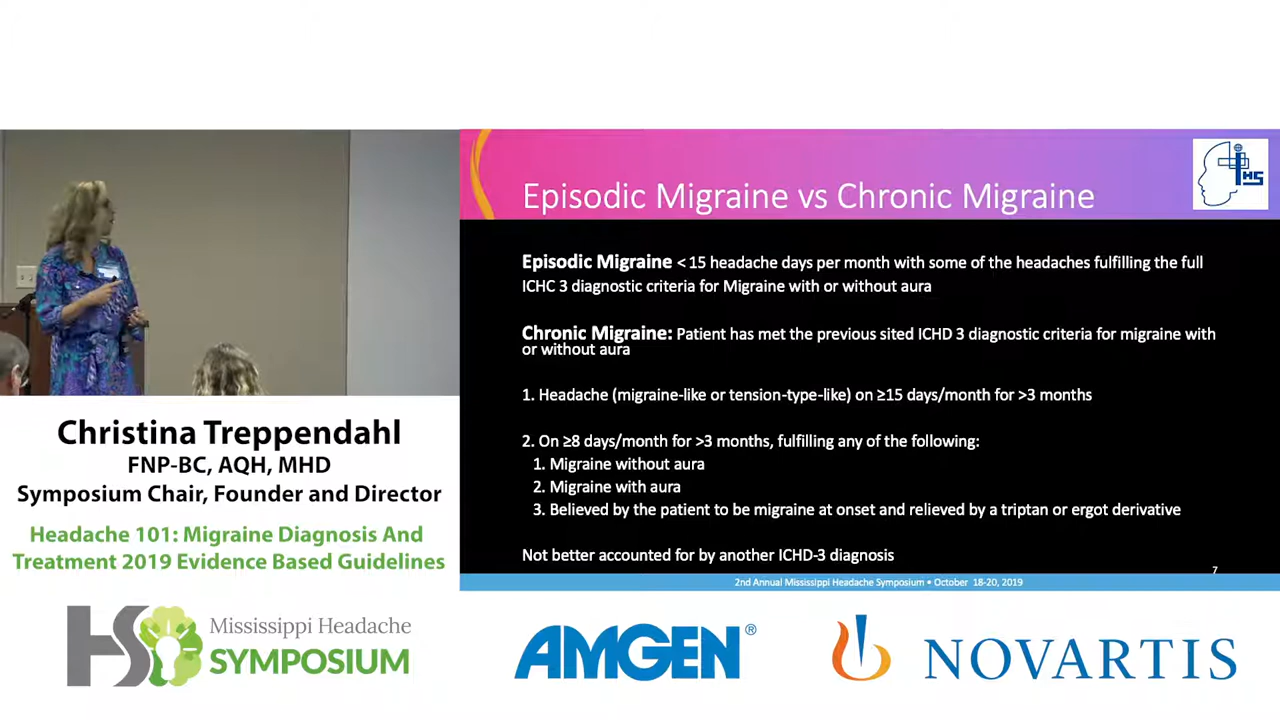 Episodic Migraine vs Chronic Migraine
IHS
Episodic Migraine < 15 headache days per month with some of the headaches fulfilling the full
ICHC 3 diagnostic criteria for Migraine with or without aura
Chronic Migraine: Patient has met the previous sited ICHD 3 diagnostic criteria for migraine with
or without aura
1. Headache (migraine-like or tension-type-like) on ≥15 days/month for >3 months
2. On ≥8 days/month for >3 months, fulfilling any of the following:
1. Migraine without aura
2. Migraine with aura
3. Believed by the patient to be migraine at onset and relieved by a triptan or ergot derivative
Not better accounted for by another ICHD-3 diagnosis
7
2nd Annual Mississippi Headache Symposium • October 18-20, 2019
Christina Treppendahl
FNP-BC, AQH, MHD
Symposium Chair, Founder and Director
Headache 101: Migraine Diagnosis And
Treatment 2019 Evidence Based Guidelines
HS
Mississippi Headache
SYMPOSIUM
AMGEN®
NOVARTIS